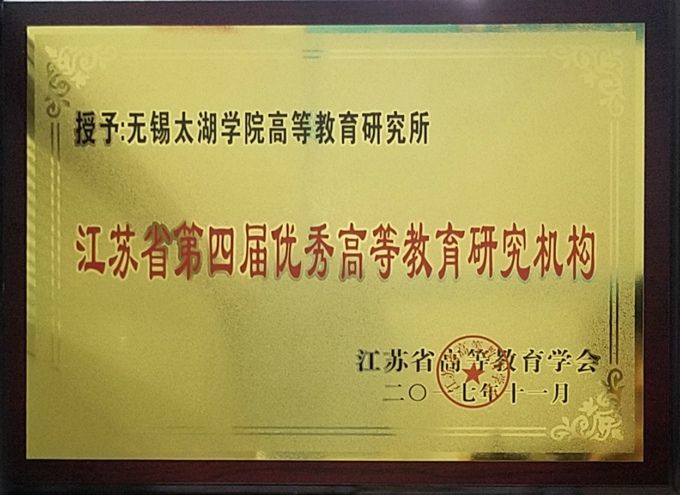 授予:无锡太湖学院高等教育研究所
江苏省第四届优秀高等教育研究机构
江苏省高等教育学会
二〇一七年十一月